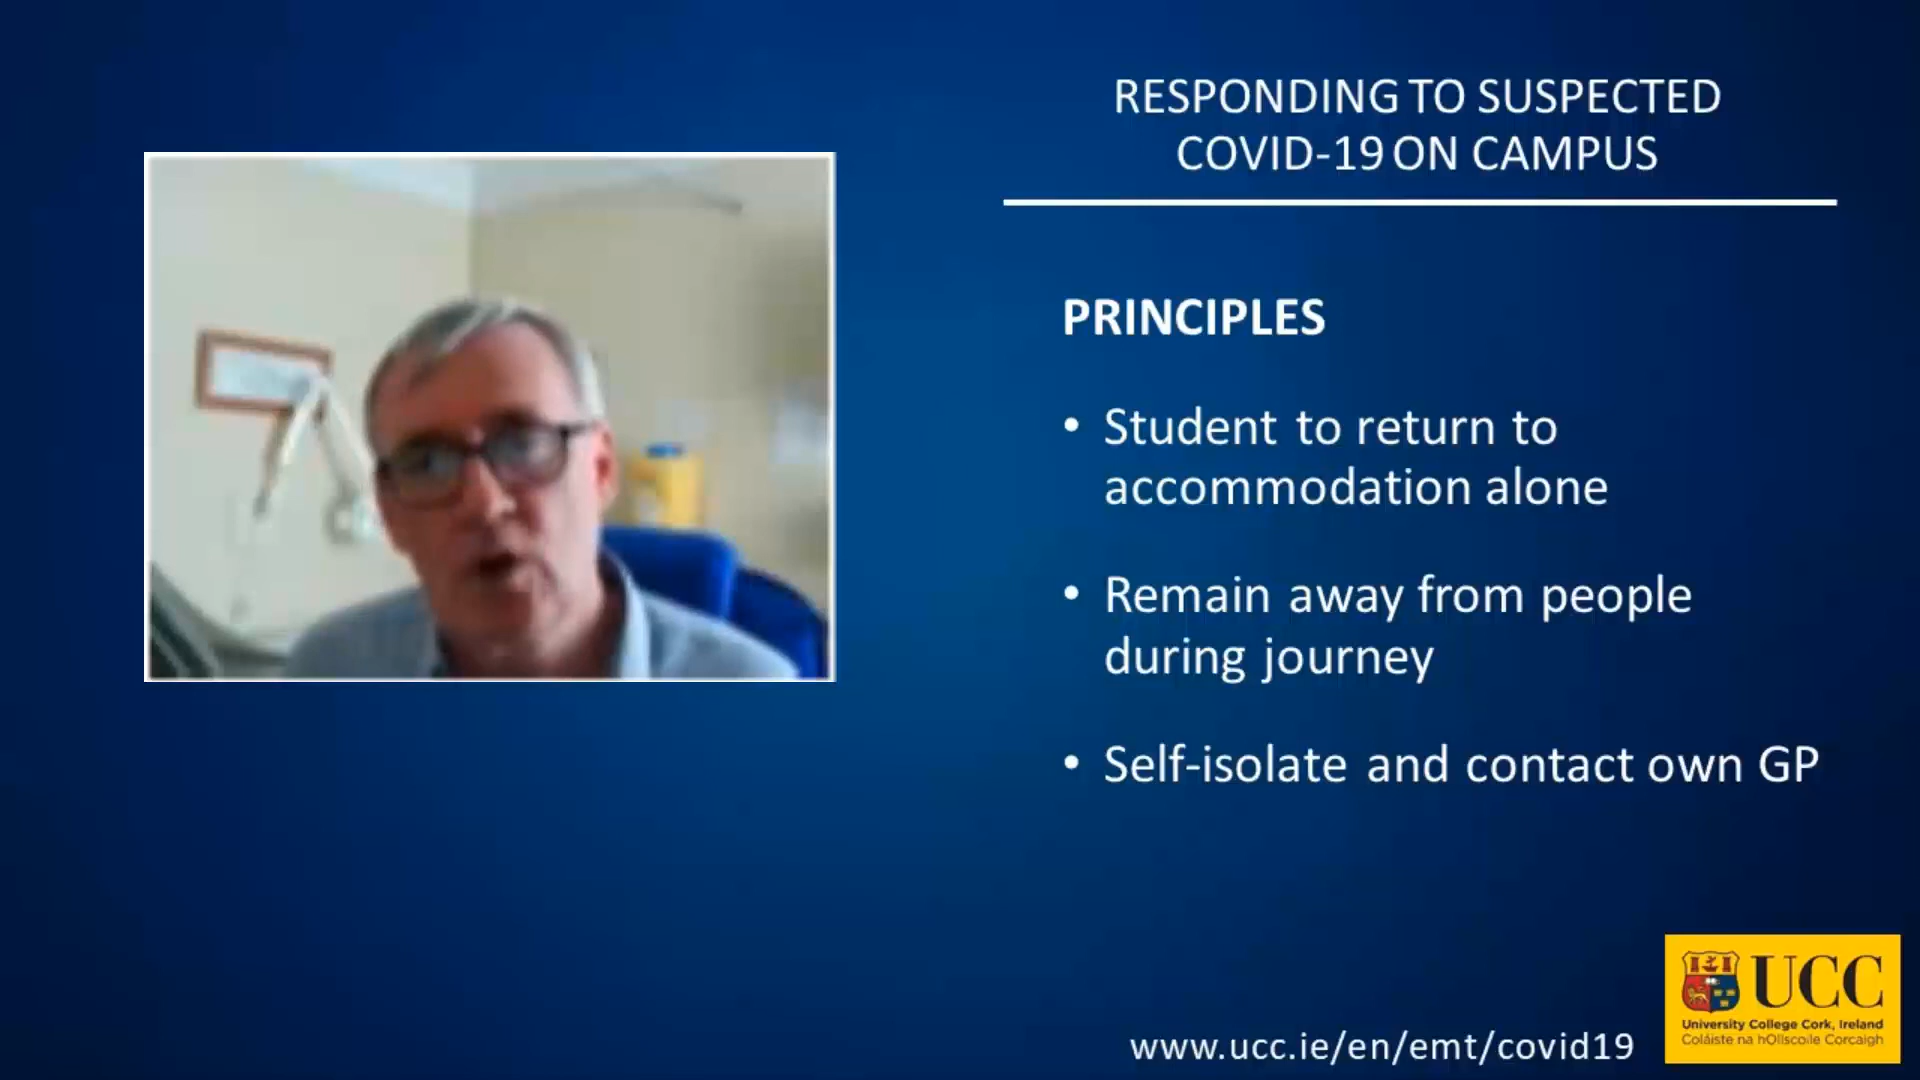 RESPONDING TO SUSPECTED
COVID-19 ON CAMPUS
PRINCIPLES
• Student to return to
accommodation alone
• Remain away from people
during journey
• Self-isolate and contact own GP
www.ucc.ie/en/emt/covid19
UCC
University College Cork, Ireland
Coláiste na hOllscoile Corcaigh